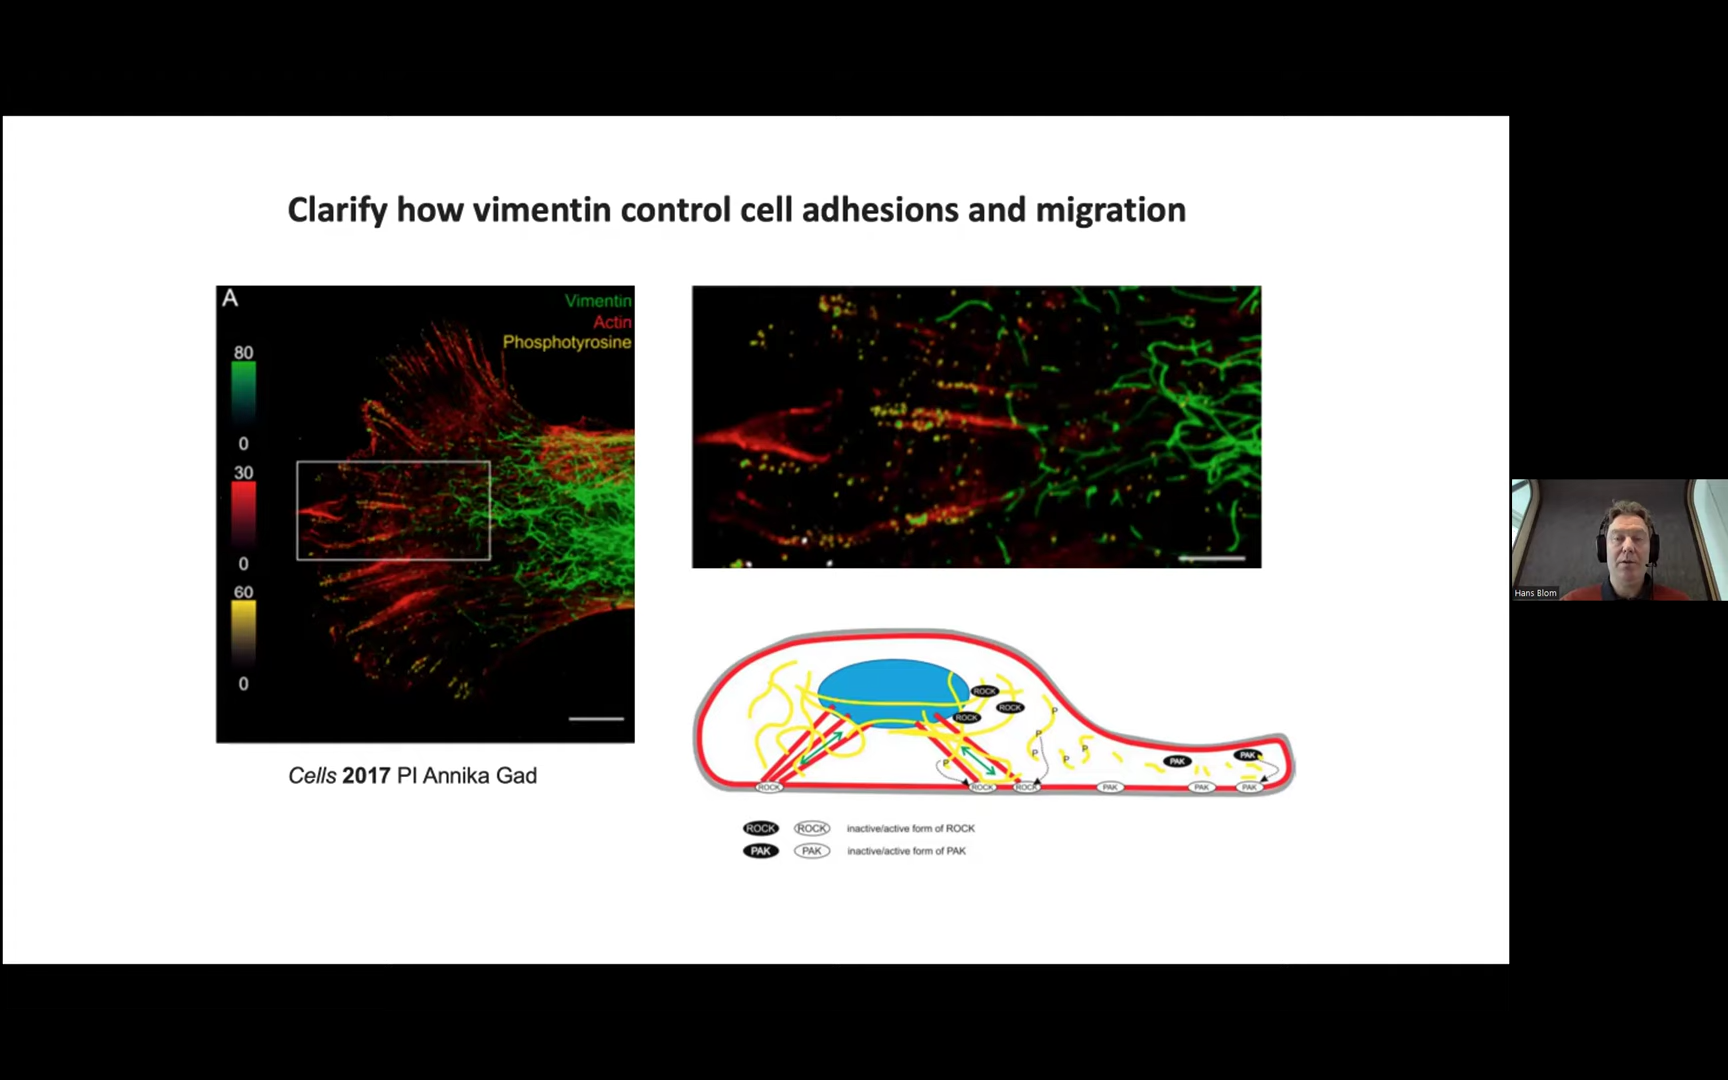 Clarify how vimentin control cell adhesions and migration
A
Vimentin
Actin
Phosphotyrosine
80
0
30
0
60
0
Cells 2017 PI Annika Gad
ROCK
ROCK
ROCK
P
P
P
P
P
P
PAK
PAK
ROCK
ROCK
ROCK
PAK
PAK
PAK
ROCK ROCK inactive/active form of ROCK
PAK PAK inactive/active form of PAK
Hans Blom